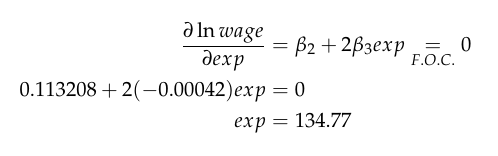 ∂ ln wage / ∂exp = β₂ + 2β₃exp = 0 F.O.C.
0.113208 + 2(−0.00042)exp = 0
exp = 134.77